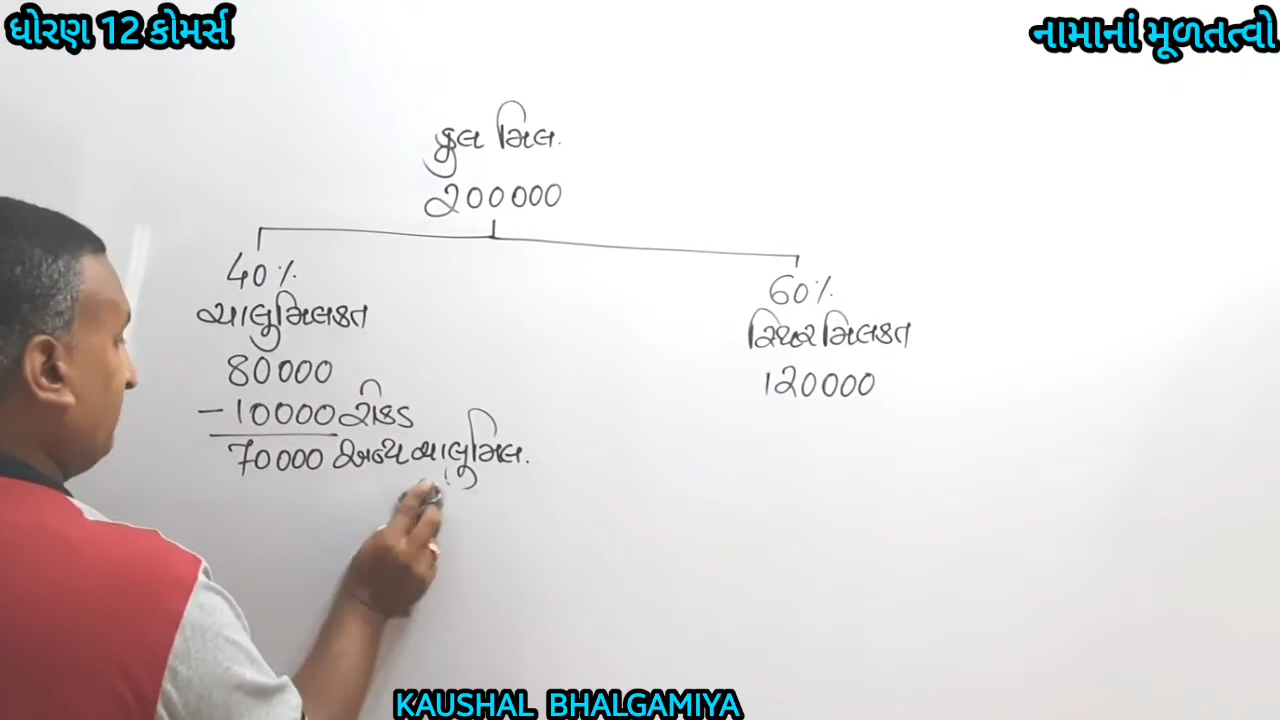 ધોરણ 12 કોમર્સ
નામાનાં મૂળતત્વો
કુલ મિલ.
200000
40%
ચાલુ મિલકત
80000
- 10000 રોકડ
70000 અન્ય ચાલુ મિલ.
60%
સ્થિર મિલકત
120000
KAUSHAL BHALGAMIYA